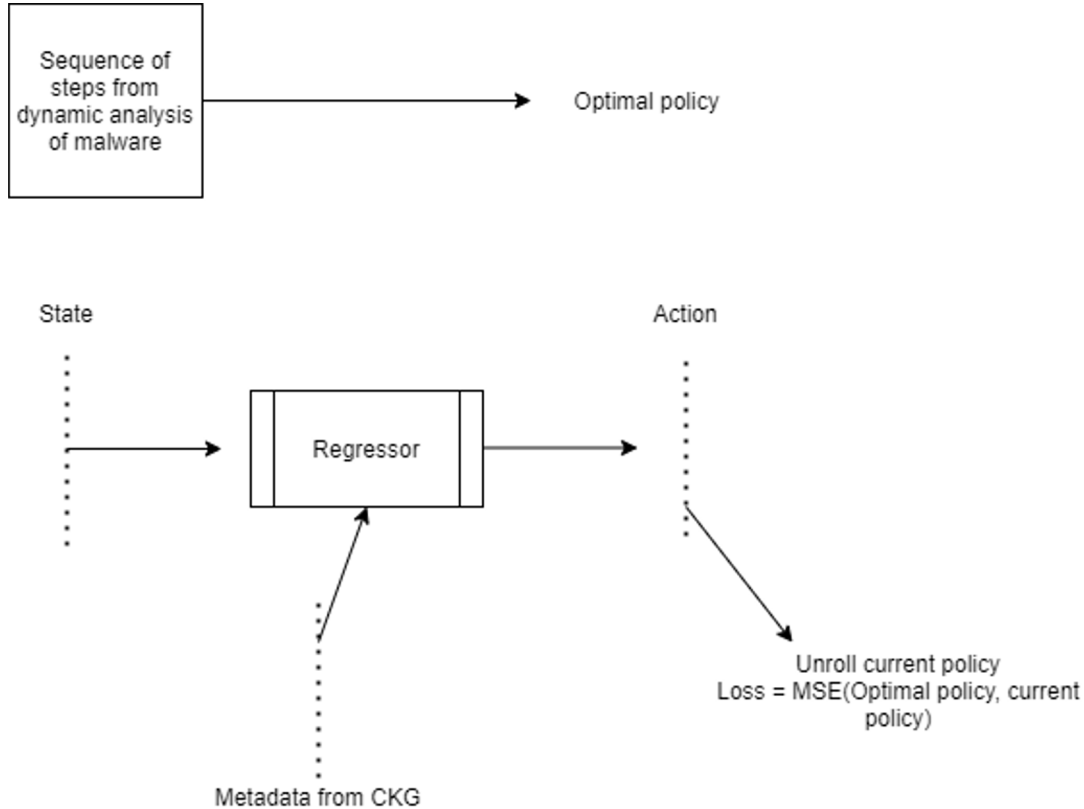 Sequence of
steps from
dynamic analysis
of malware
Optimal policy
State
Action
Regressor
Unroll current policy
Loss = MSE(Optimal policy, current
policy)
Metadata from CKG